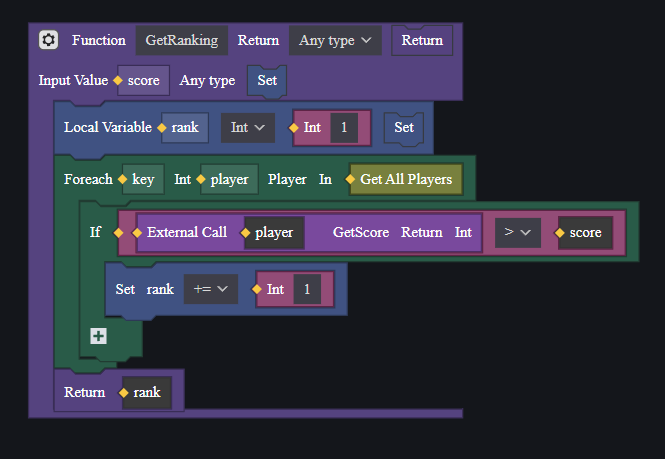 Function GetRanking Return Any type Return
Input Value score Any type Set
Local Variable rank Int Int 1 Set
Foreach key Int player Player In Get All Players
If External Call player GetScore Return Int > score
Set rank += Int 1
Return rank